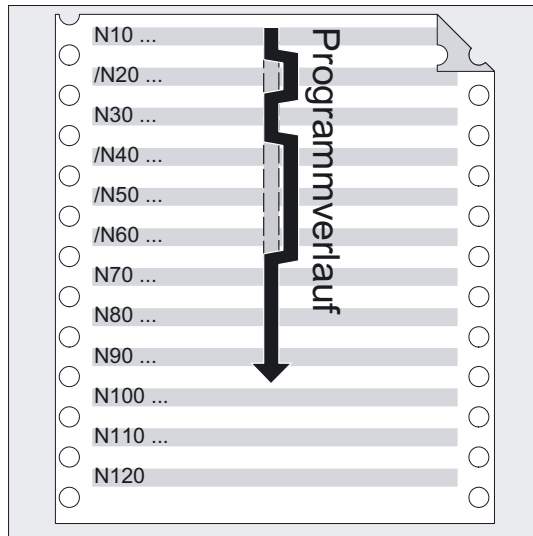 N10 ...
/N20 ...
N30 ...
/N40 ...
/N50 ...
/N60 ...
N70 ...
N80 ...
N90 ...
N100 ...
N110 ...
N120
Programmverlauf